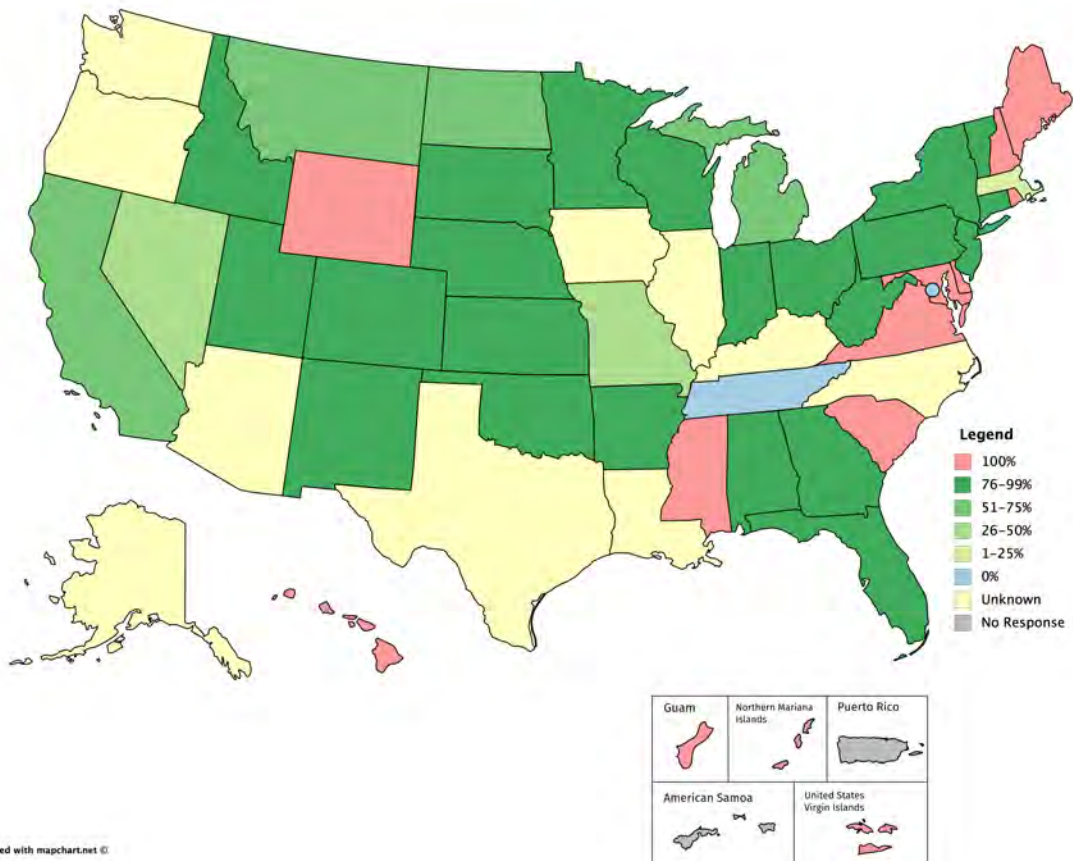 Legend
100%
76-99%
51-75%
26-50%
1-25%
0%
Unknown
No Response
Guam
Northern Mariana
Islands
Puerto Rico
American Samoa
United States
Virgin Islands
ed with mapchart.net ©